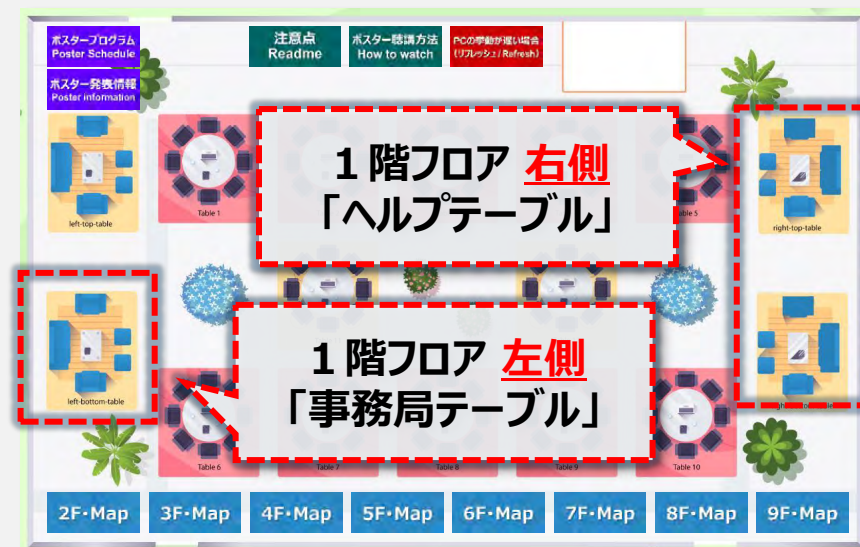 ポスタープログラム
Poster Schedule
注意点
Readme
ポスター聴講方法
How to watch
PCの挙動が遅い場合
(リフレッシュ / Refresh)
ポスター発表情報
Poster information
１階フロア 右側
「ヘルプテーブル」
left-top-table
Table 1
Table 5
right-top-table
１階フロア 左側
「事務局テーブル」
left-bottom-table
Table 6
Table 7
Table 8
Table 9
Table 10
2F・Map
3F・Map
4F・Map
5F・Map
6F・Map
7F・Map
8F・Map
9F・Map